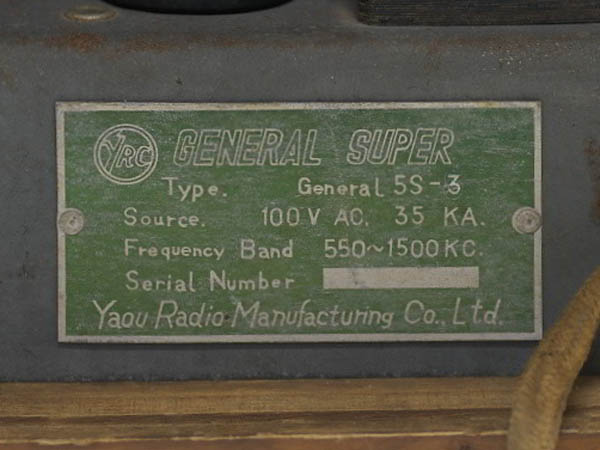 YRC GENERAL SUPER
Type. General 5S-3
Source. 100V AC. 35 KA.
Frequency Band 550~1500KC.
Serial Number
Yaou Radio Manufacturing Co., Ltd.